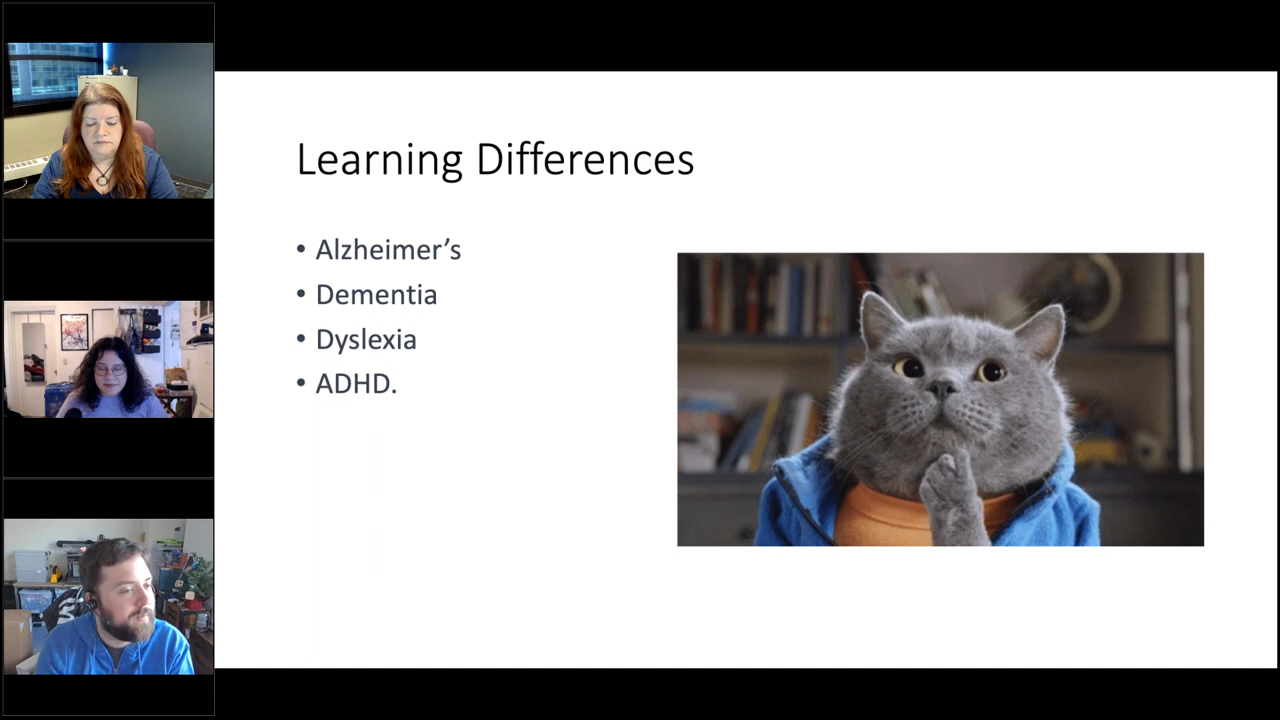 Learning Differences
• Alzheimer’s
• Dementia
• Dyslexia
• ADHD.